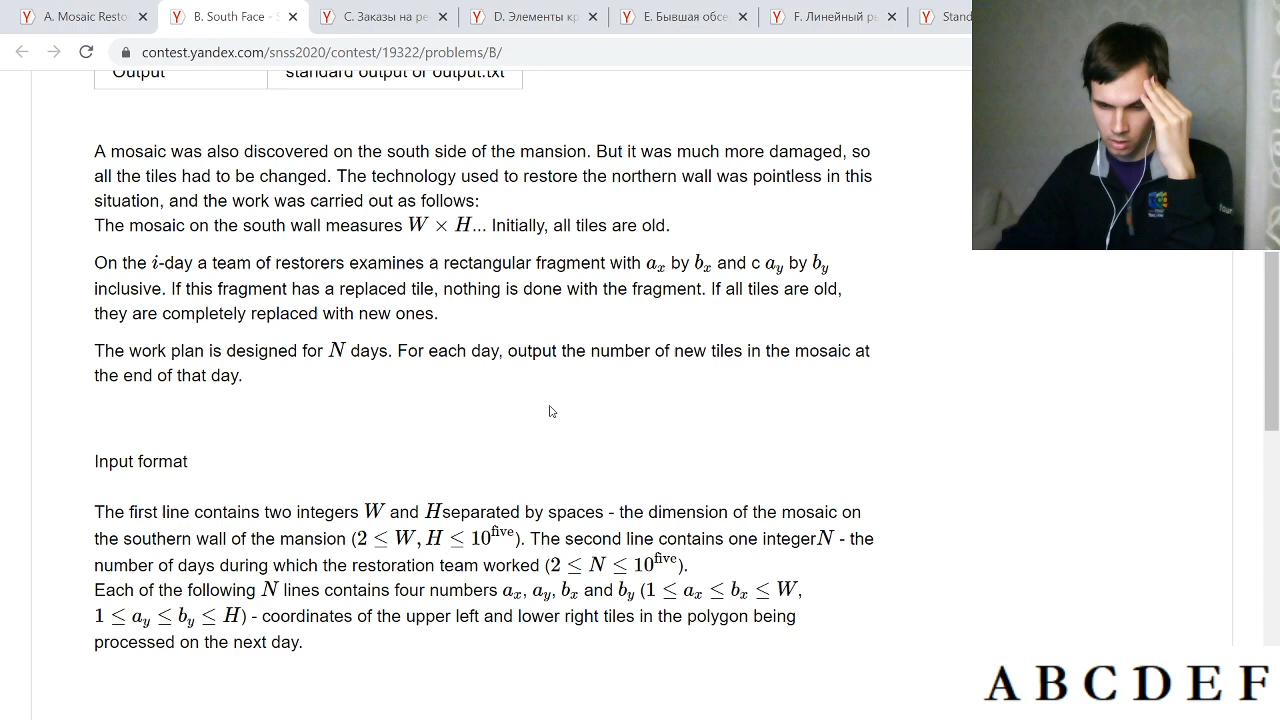 A. Mosaic Resto
B. South Face - S
C. Заказы на ре
D. Элементы кр
E. Бывшая обсе
F. Линейный рь
Stand
contest.yandex.com/snss2020/contest/19322/problems/B/
Output standard output or output.txt
A mosaic was also discovered on the south side of the mansion. But it was much more damaged, so
all the tiles had to be changed. The technology used to restore the northern wall was pointless in this
situation, and the work was carried out as follows:
The mosaic on the southern wall measures W × H ... Initially, all tiles are old.
On the i-day a team of restorers examines a rectangular fragment with aₓ by bₓ and c a_y by b_y
inclusive. If this fragment has a replaced tile, nothing is done with the fragment. If all tiles are old,
they are completely replaced with new ones.
The work plan is designed for N days. For each day, output the number of new tiles in the mosaic at
the end of that day.
Input format
The first line contains two integers W and Hseparated by spaces - the dimension of the mosaic on
the southern wall of the mansion (2 ≤ W, H ≤ 10^five). The second line contains one integerN - the
number of days during which the restoration team worked (2 ≤ N ≤ 10^five).
Each of the following N lines contains four numbers aₓ, a_y, bₓ and b_y (1 ≤ aₓ ≤ bₓ ≤ W,
1 ≤ a_y ≤ b_y ≤ H) - coordinates of the upper left and lower right tiles in the polygon being
processed on the next day.
A B C D E F